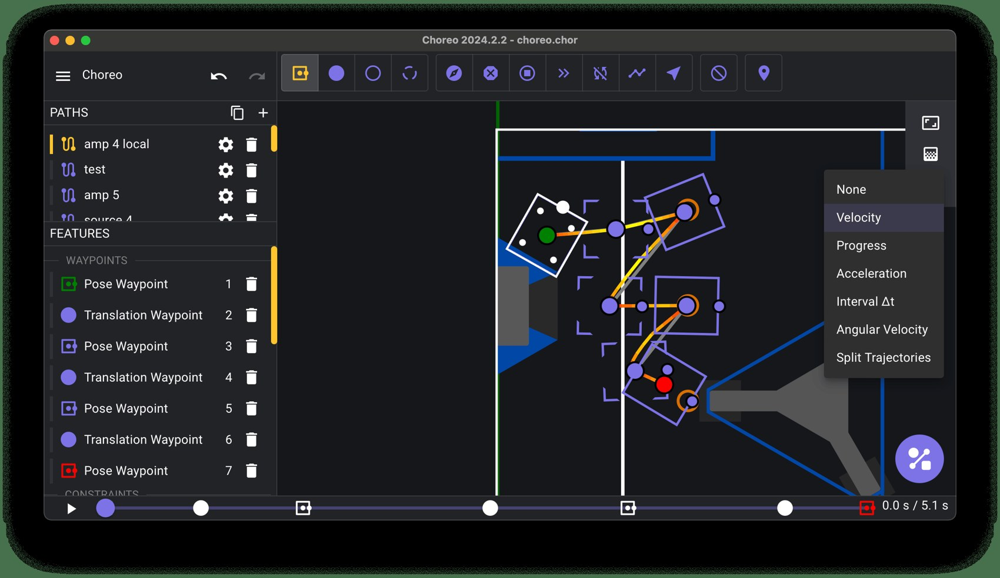 Choreo 2024.2.2 - choreo.chor
Choreo
PATHS
amp 4 local
test
amp 5
source 4
FEATURES
WAYPOINTS
Pose Waypoint 1
Translation Waypoint 2
Pose Waypoint 3
Translation Waypoint 4
Pose Waypoint 5
Translation Waypoint 6
Pose Waypoint 7
CONSTRAINTS
None
Velocity
Progress
Acceleration
Interval Δt
Angular Velocity
Split Trajectories
0.0 s / 5.1 s